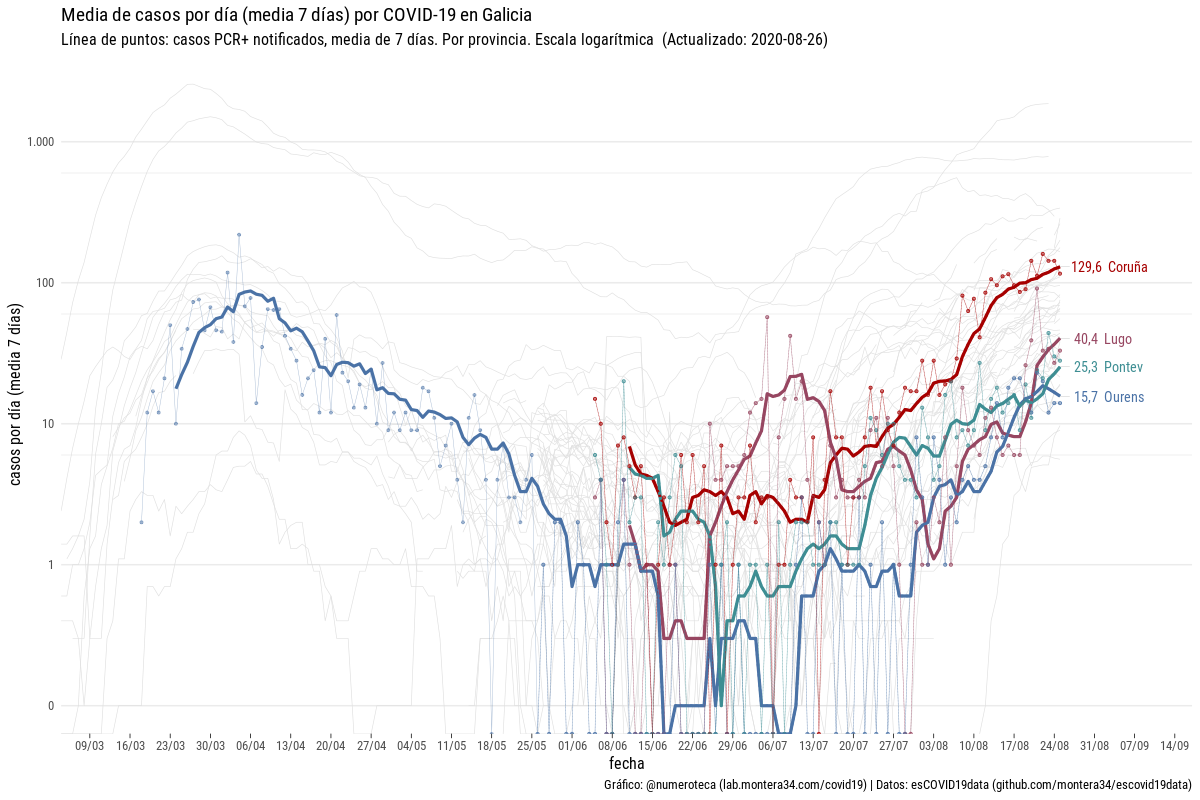 Media de casos por día (media 7 días) por COVID-19 en Galicia
Línea de puntos: casos PCR+ notificados, media de 7 días. Por provincia. Escala logarítmica (Actualizado: 2020-08-26)
casos por día (media 7 días)
1.000
100
10
1
0
129,6 Coruña
40,4 Lugo
25,3 Pontev
15,7 Ourens
09/03 16/03 23/03 30/03 06/04 13/04 20/04 27/04 04/05 11/05 18/05 25/05 01/06 08/06 15/06 22/06 29/06 06/07 13/07 20/07 27/07 03/08 10/08 17/08 24/08 31/08 07/09 14/09
fecha
Gráfico: @numeroteca (lab.montera34.com/covid19) | Datos: esCOVID19data (github.com/montera34/escovid19data)